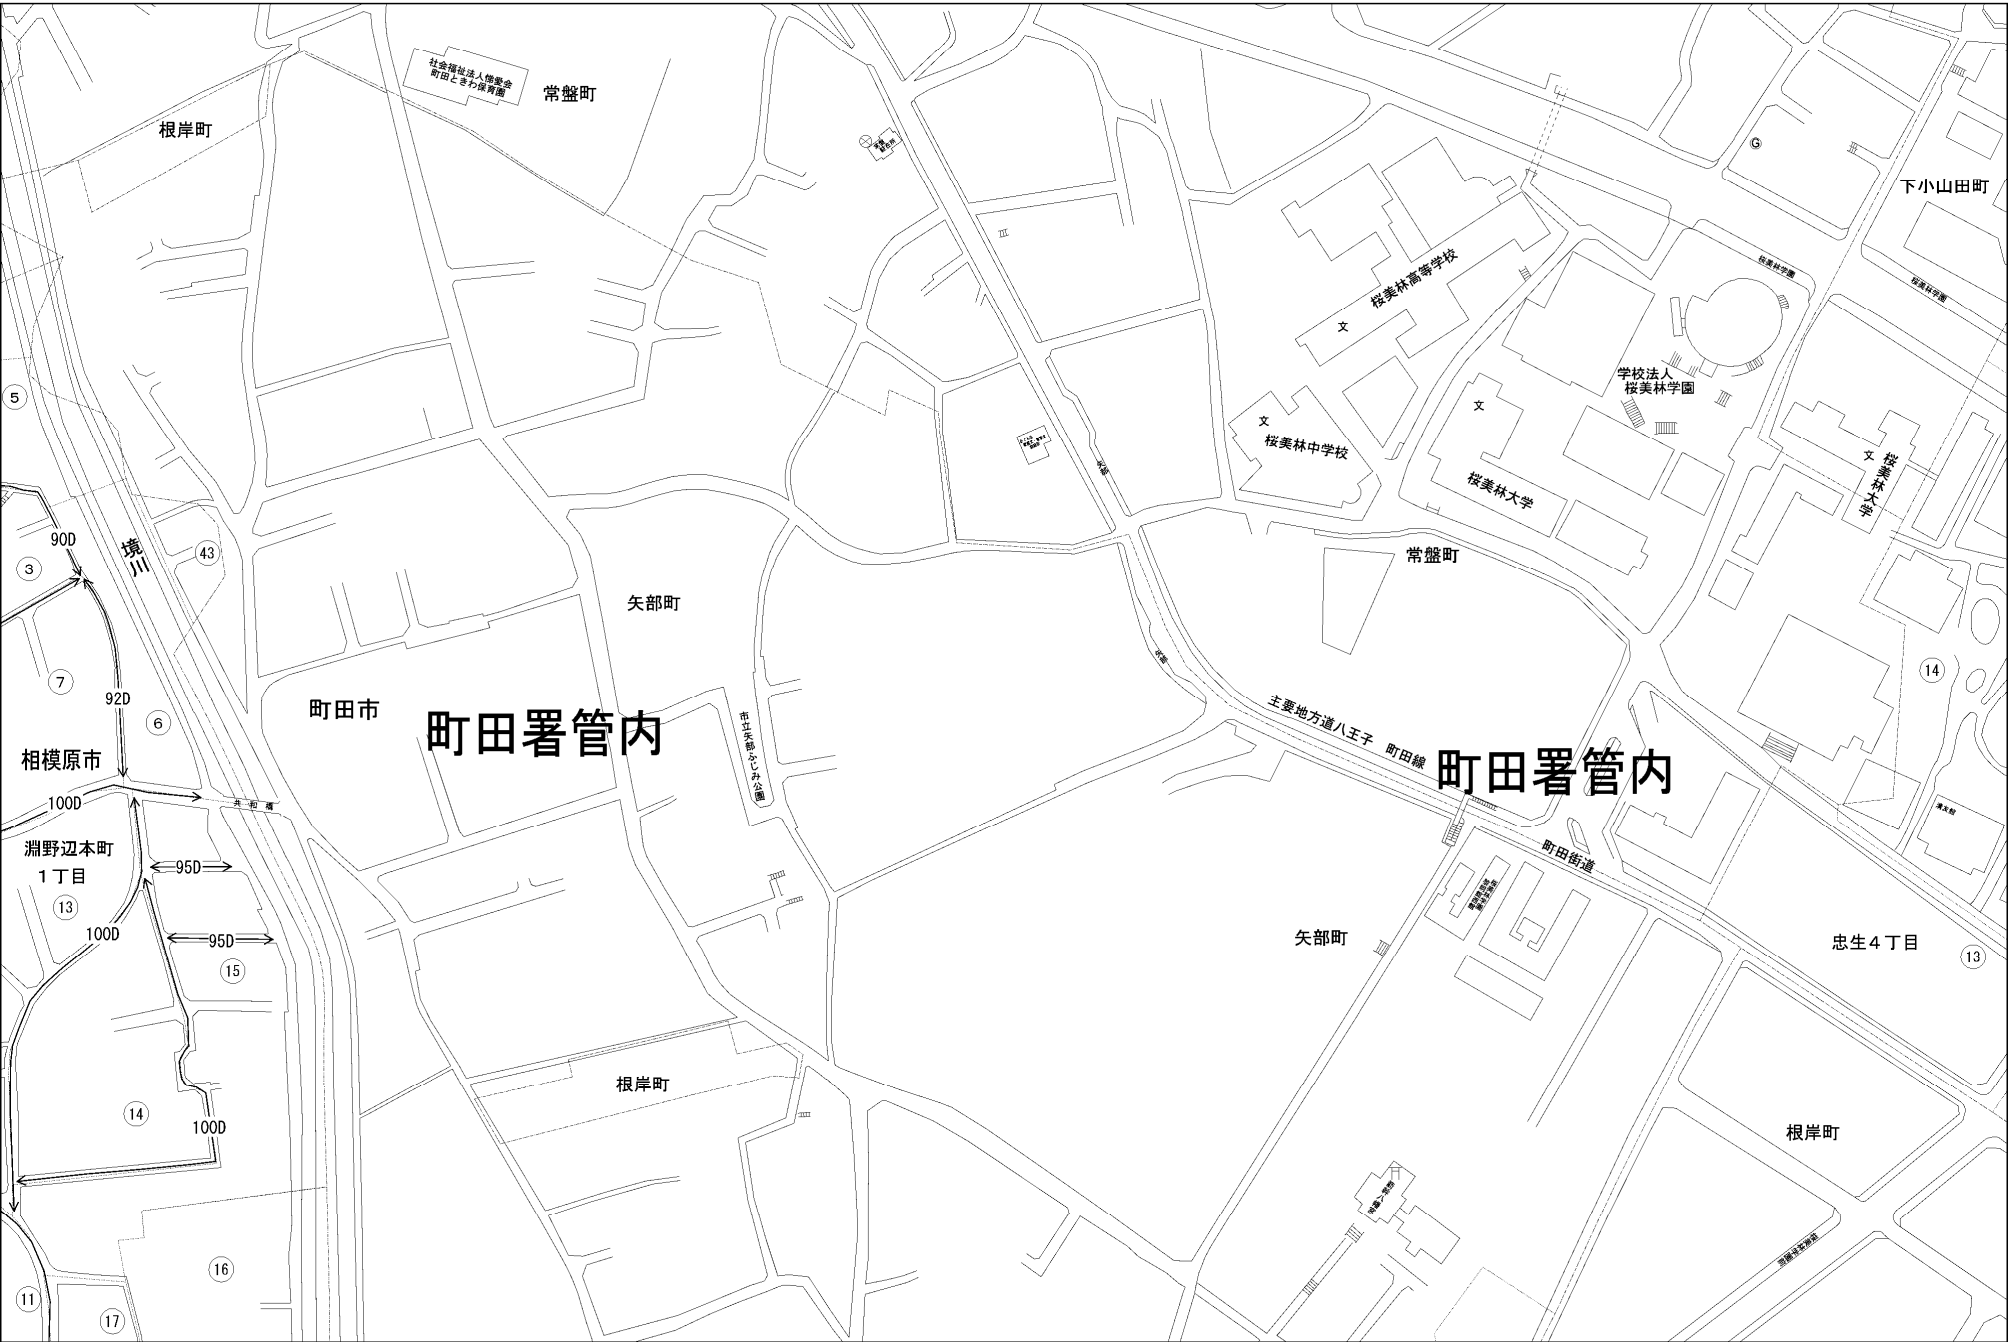 社会福祉法人惟愛会
町田ときわ保育園
常盤町
根岸町
G
下小山田町
桜美林高等学校
文
桜美林学園
桜美林学園
学校法人
桜美林学園
5
文
桜美林中学校
文
桜美林大学
文
桜美林大学
矢部
90D
境川
43
3
常盤町
矢部町
矢部
7
92D
6
14
町田市
町田署管内
市立矢部ふじみ公園
主要地方道八王子 町田線
町田署管内
相模原市
100D
共和橋
淵野辺本町
1丁目
95D
町田街道
13
100D
95D
15
矢部町
忠生4丁目
13
根岸町
14
100D
根岸町
16
11
17